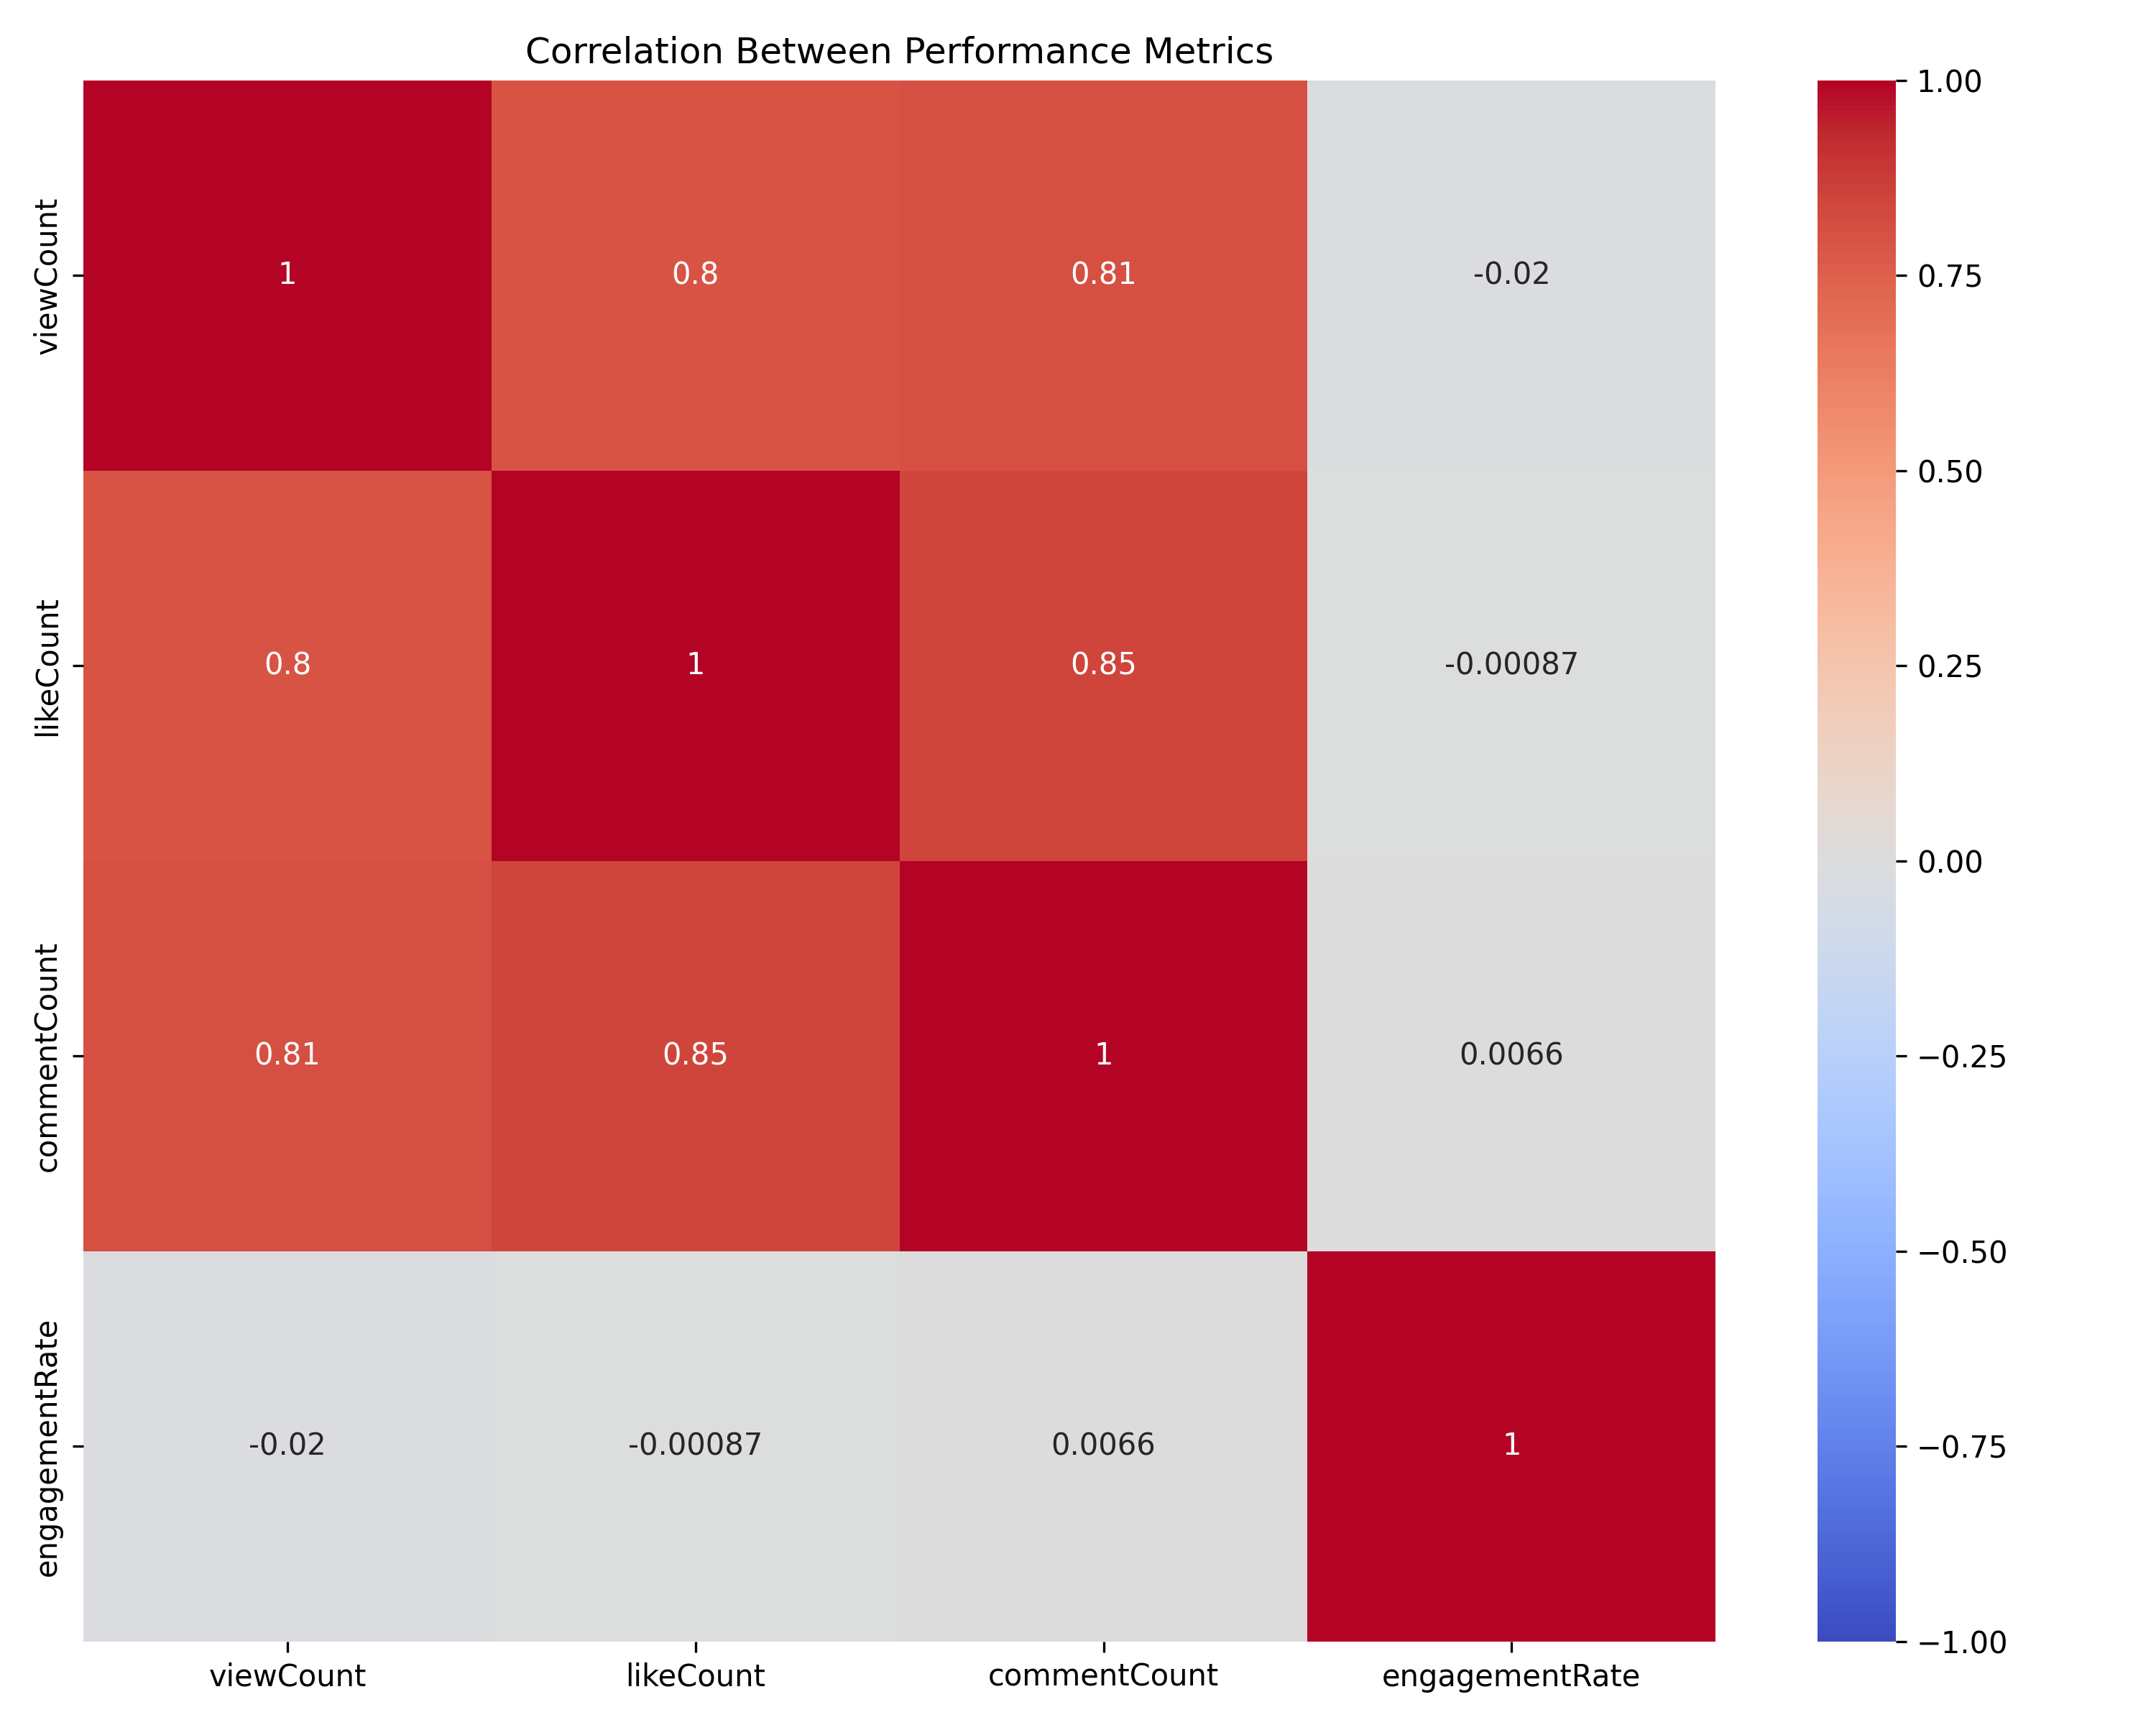 Correlation Between Performance Metrics
viewCount
1
0.8
0.81
-0.02
likeCount
0.8
1
0.85
-0.00087
commentCount
0.81
0.85
1
0.0066
engagementRate
-0.02
-0.00087
0.0066
1
viewCount
likeCount
commentCount
engagementRate
1.00
0.75
0.50
0.25
0.00
−0.25
−0.50
−0.75
−1.00